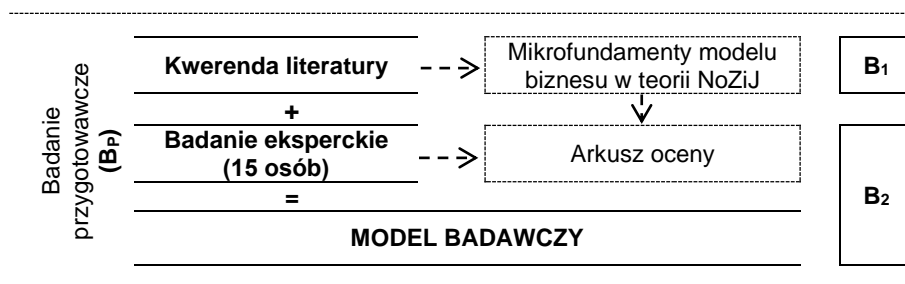 Badanie
przygotowawcze
(BP)
Kwerenda literatury
Mikrofundamenty modelu
biznesu w teorii NoZiJ
B1
+
Badanie eksperckie
(15 osób)
Arkusz oceny
B2
=
MODEL BADAWCZY